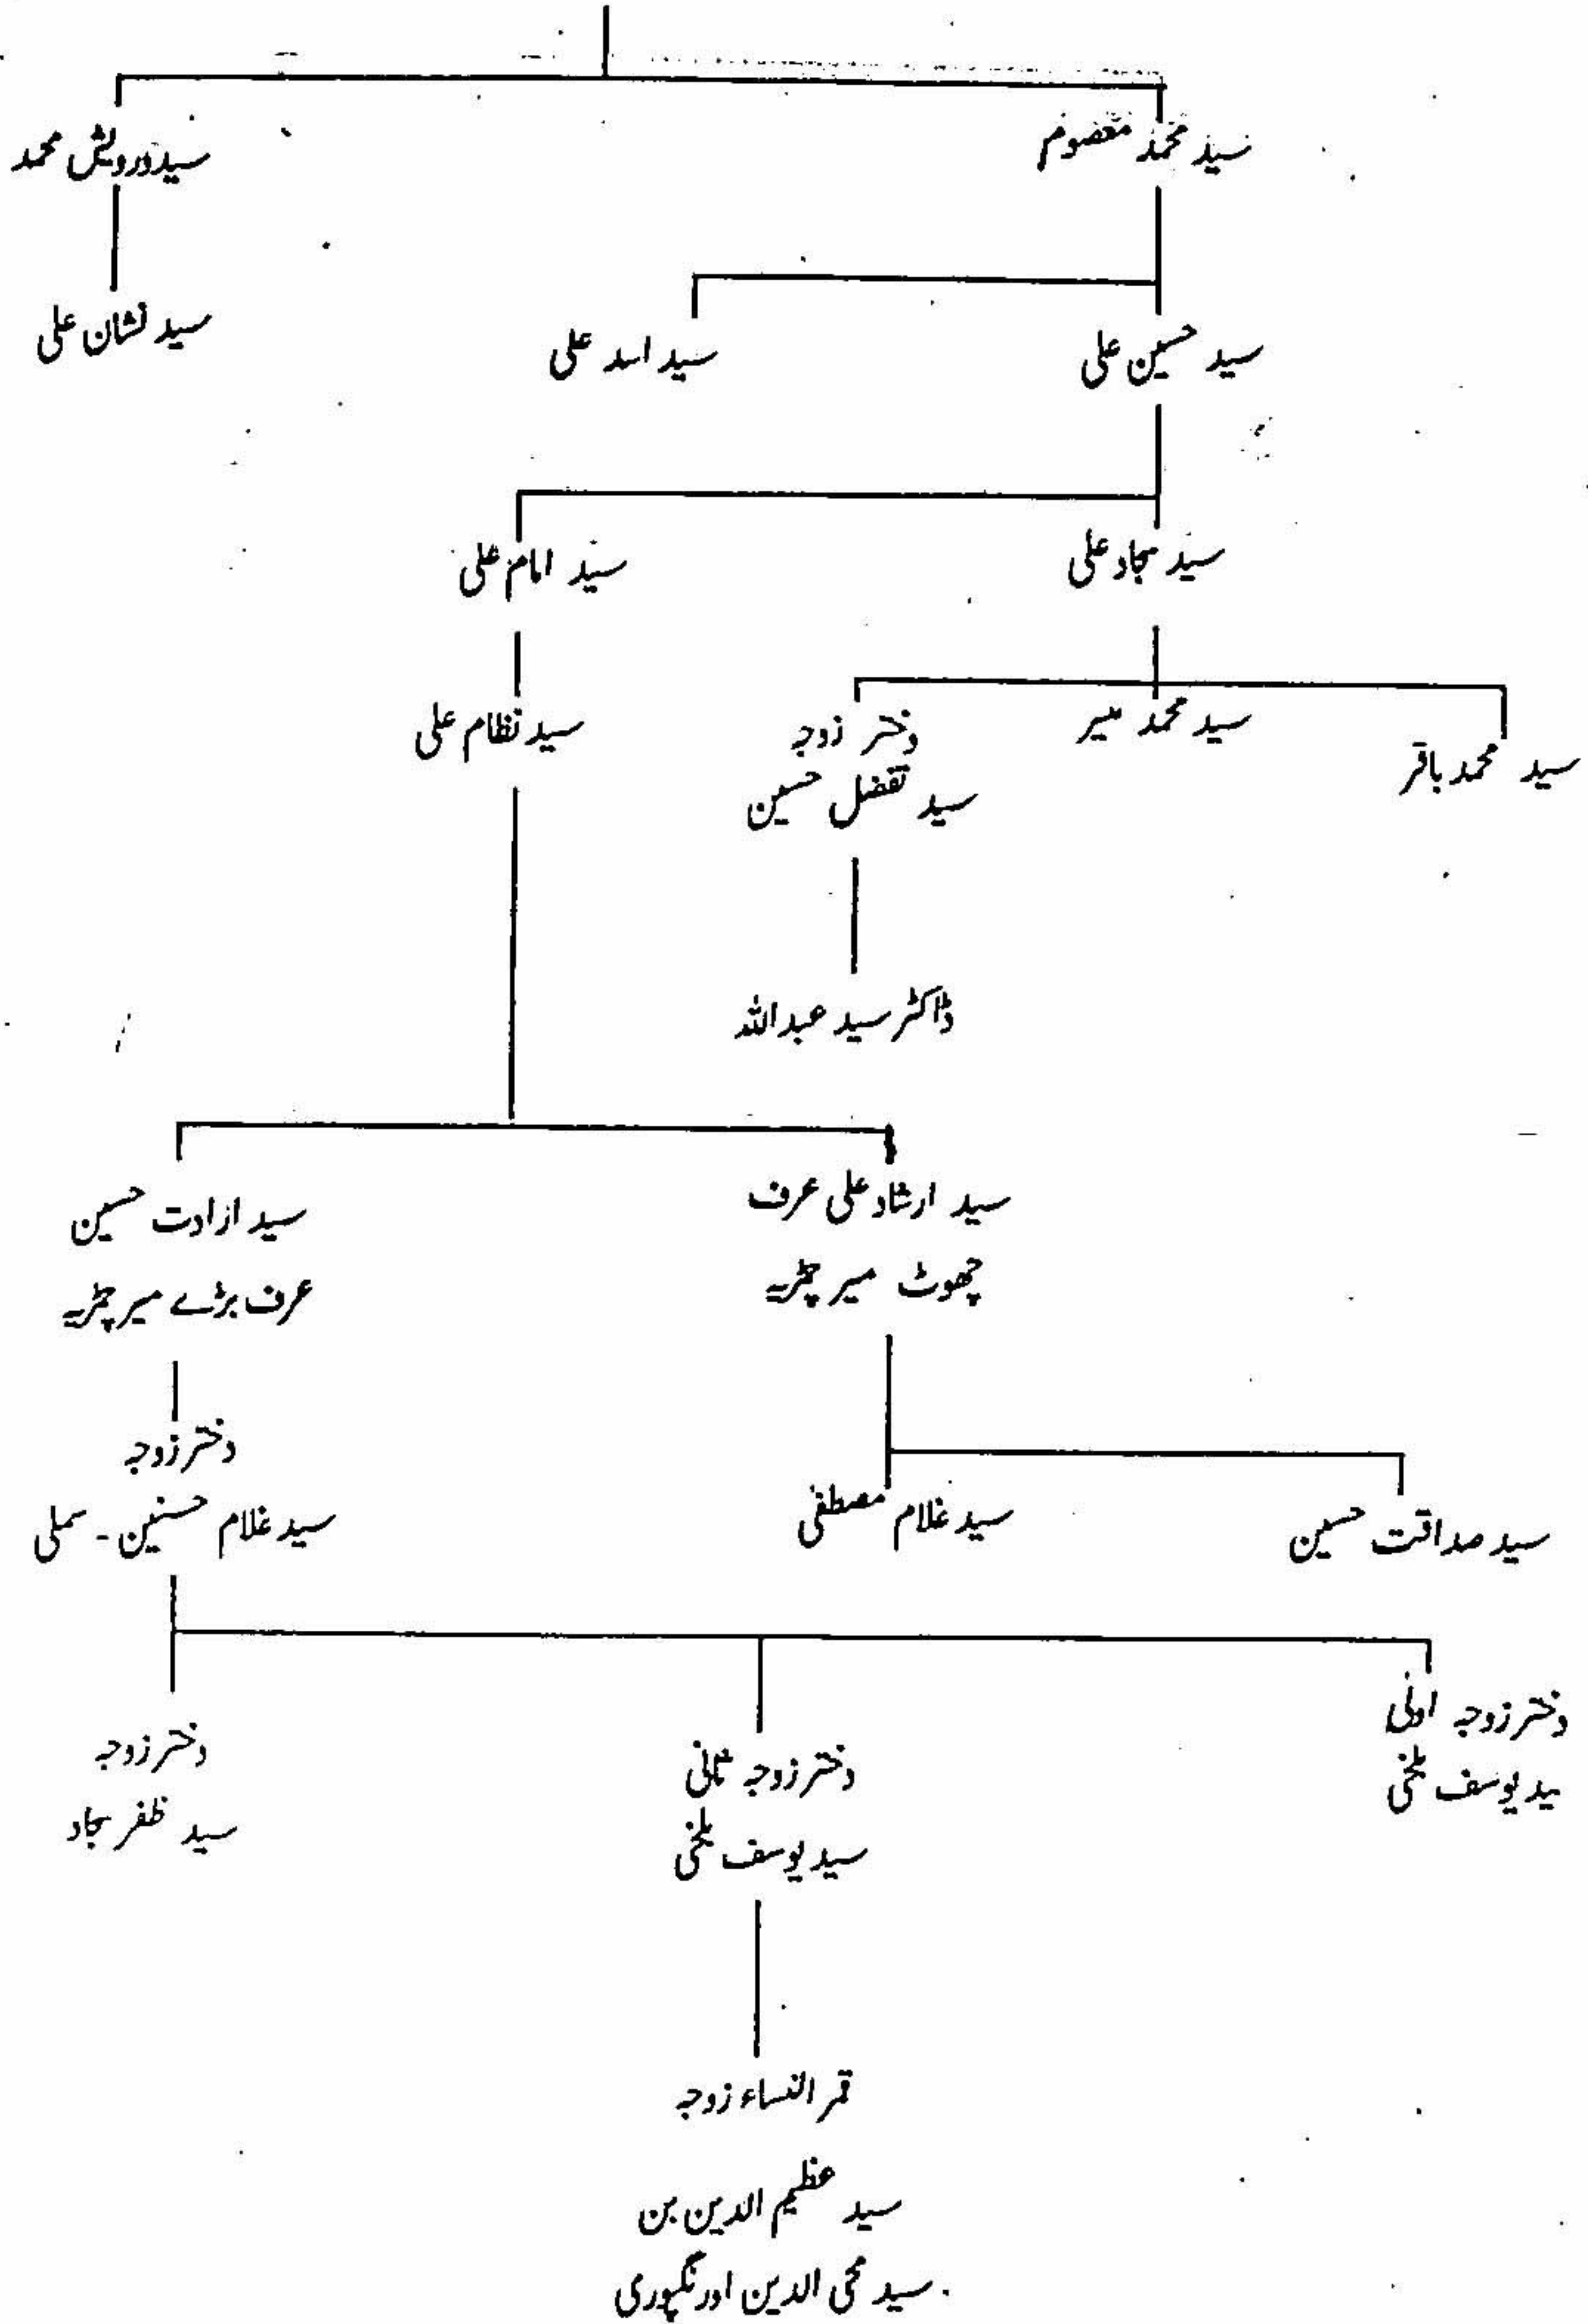 سید محمد معصوم
سید درویش محمد
سید نشان علی
سید حسین علی
سید اسد علی
سید سجاد علی
سید امام علی
سید محمد باقر
سید محمد میر
دختر زوجہ
سید تفضل حسین
سید نظام علی
ڈاکٹر سید عبداللہ
سید ارشاد علی عرف
چھوٹ میر چڑیہ
سید ارادت حسین
عرف بڑے میر چڑیہ
سید صداقت حسین
سید غلام مصطفی
دختر زوجہ
سید غلام حسنین - سملی
دختر زوجہ اولی
سید یوسف بلخی
دختر زوجہ ثانی
سید یوسف بلخی
دختر زوجہ
سید ظفر سجاد
قمر النساء زوجہ
سید عظیم الدین بن
سید محی الدین اورنگپوری